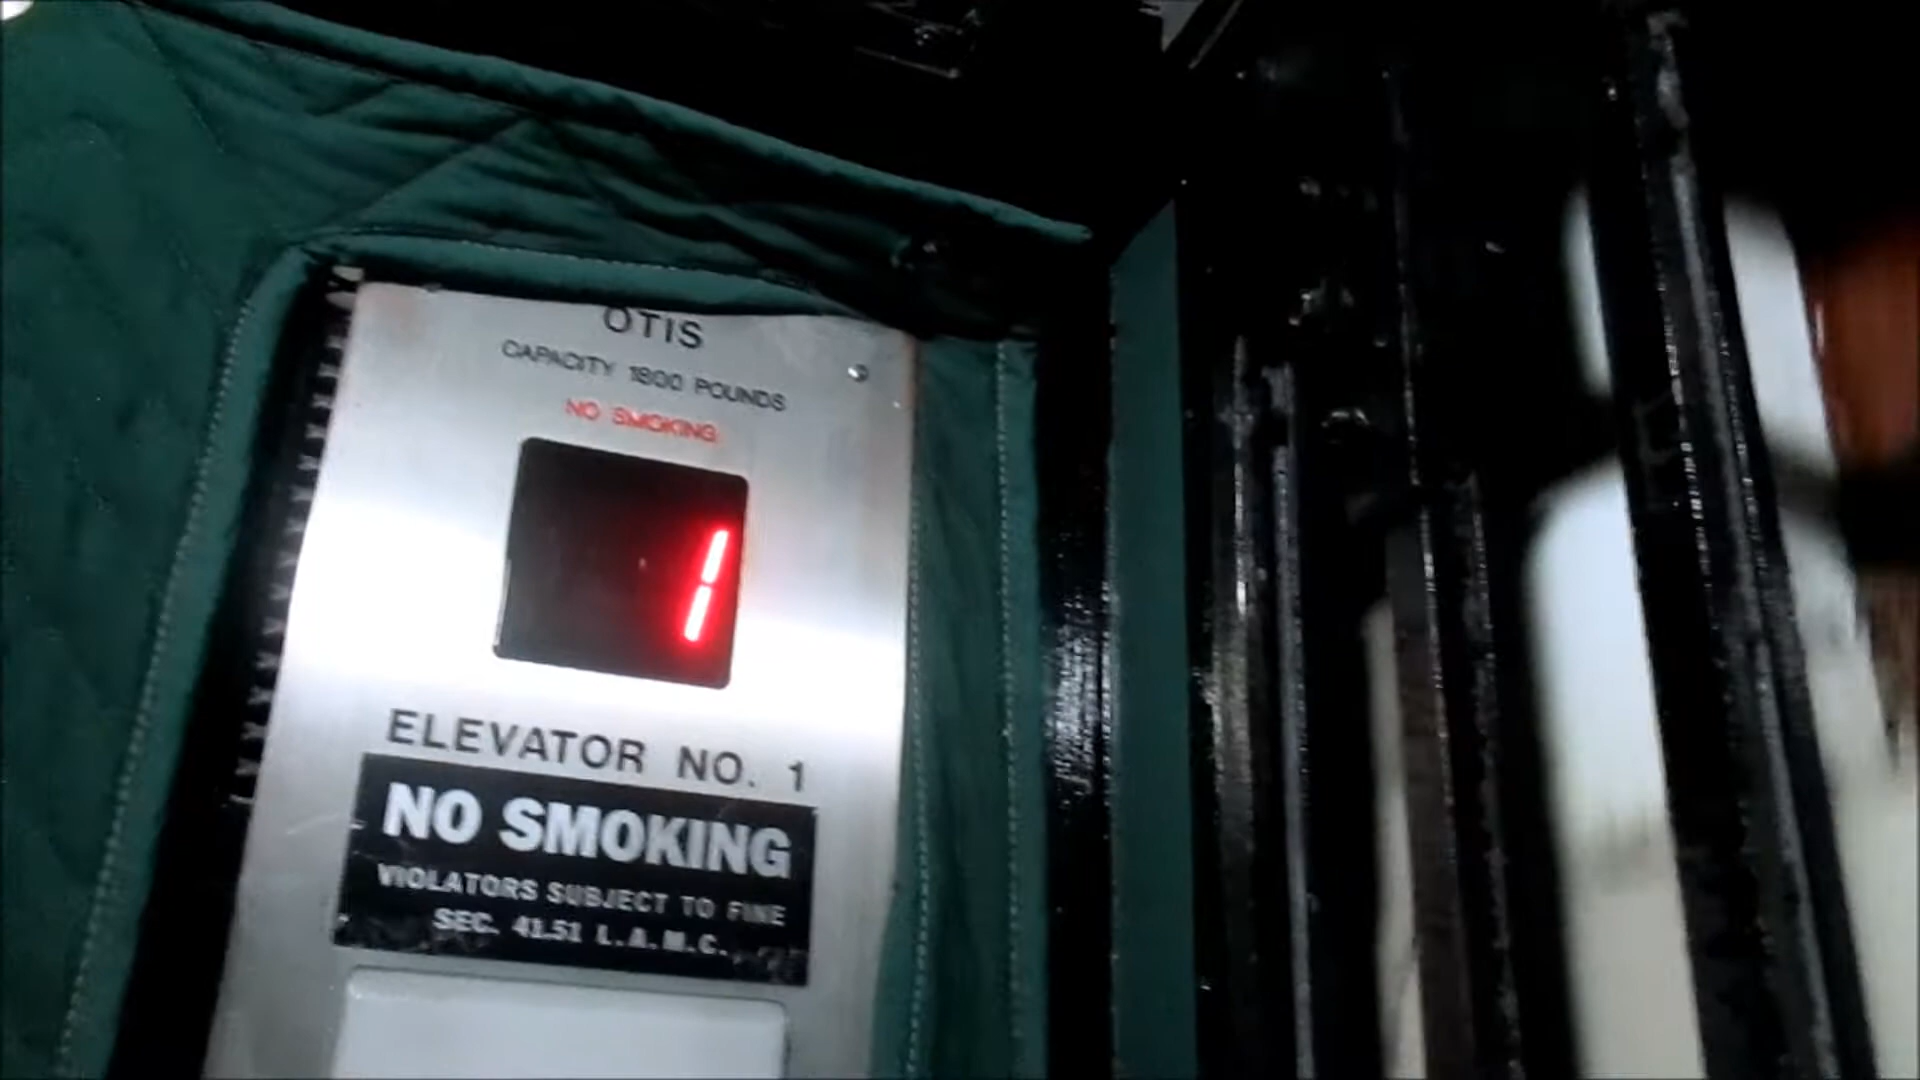 OTIS
CAPACITY 1800 POUNDS
NO SMOKING
1
ELEVATOR NO. 1
NO SMOKING
VIOLATORS SUBJECT TO FINE
SEC. 41.51 L.A.M.C.